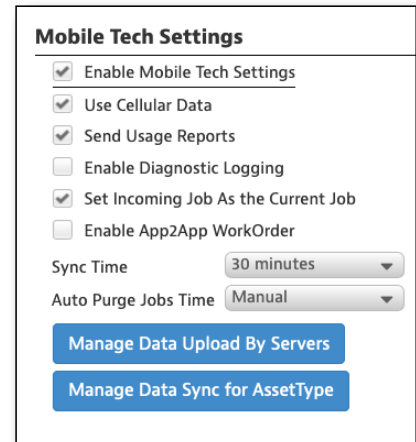 Mobile Tech Settings
Enable Mobile Tech Settings
Use Cellular Data
Send Usage Reports
Enable Diagnostic Logging
Set Incoming Job As the Current Job
Enable App2App WorkOrder
Sync Time 30 minutes
Auto Purge Jobs Time Manual
Manage Data Upload By Servers
Manage Data Sync for AssetType